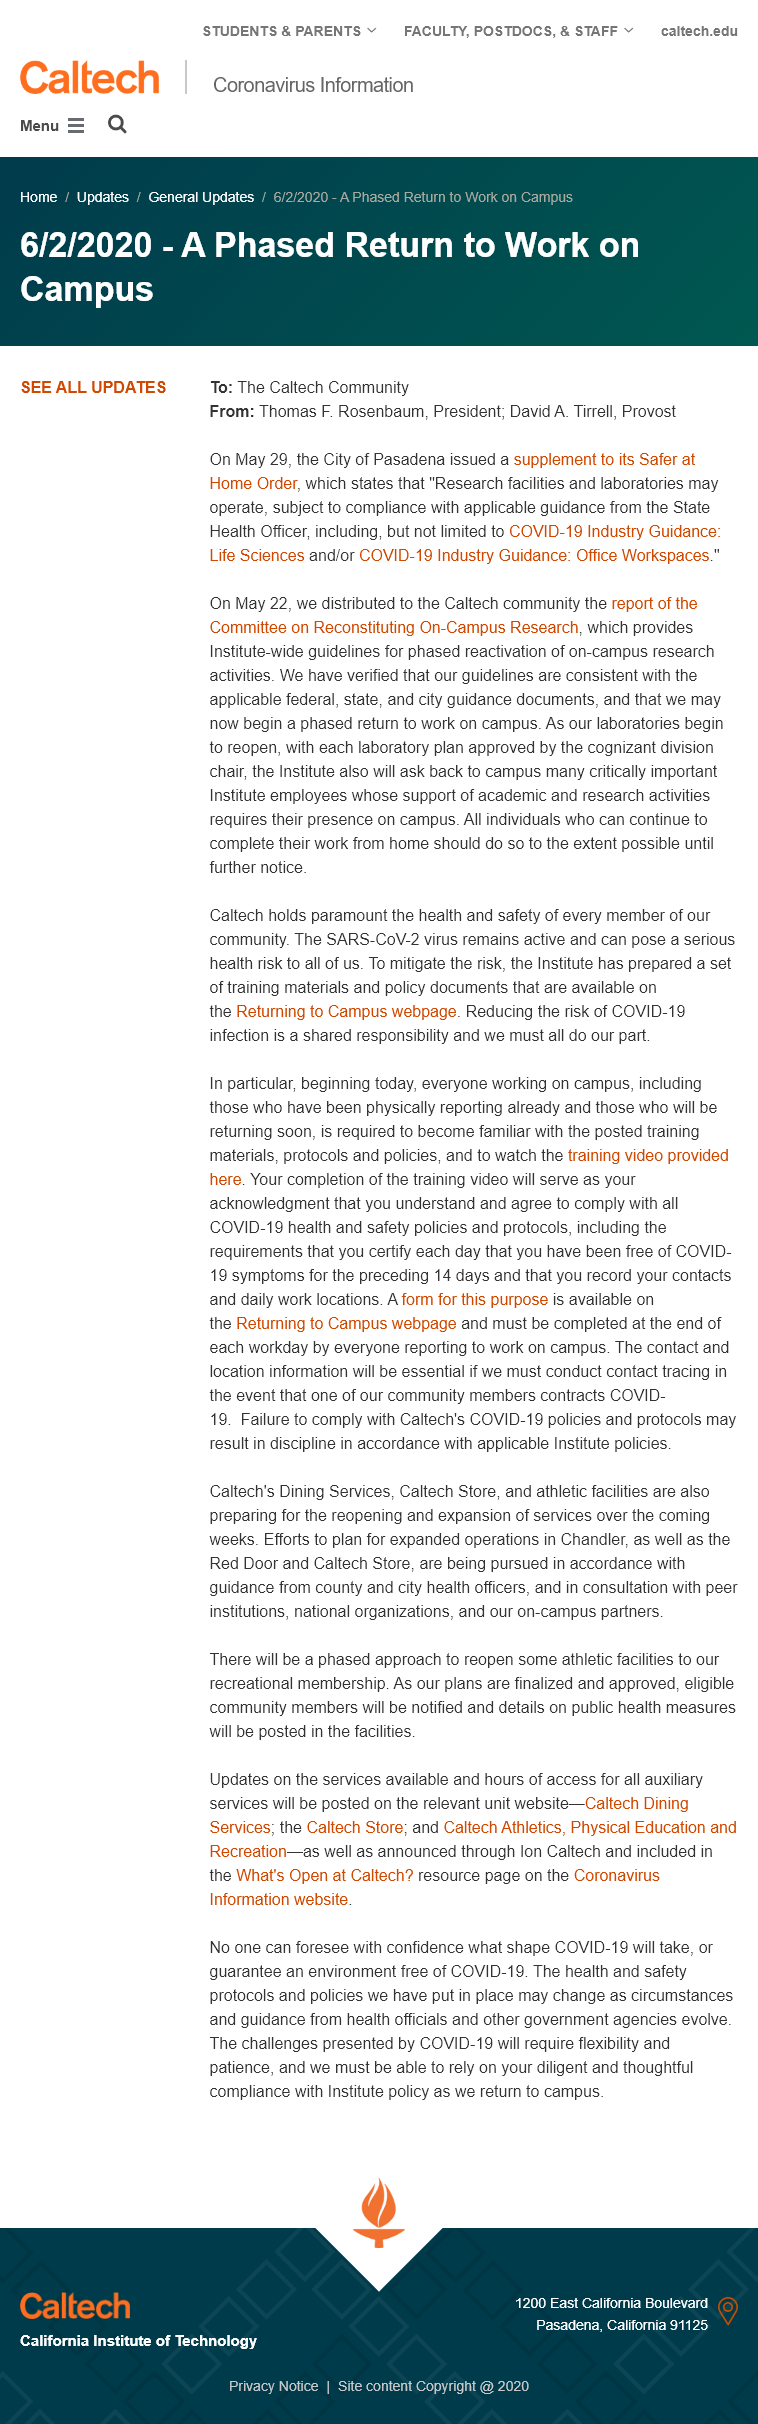 STUDENTS & PARENTS FACULTY, POSTDOCS, & STAFF caltech.edu
Caltech Coronavirus Information
Menu
Home / Updates / General Updates / 6/2/2020 - A Phased Return to Work on Campus
6/2/2020 - A Phased Return to Work on
Campus
SEE ALL UPDATES
To: The Caltech Community
From: Thomas F. Rosenbaum, President; David A. Tirrell, Provost
On May 29, the City of Pasadena issued a supplement to its Safer at
Home Order, which states that "Research facilities and laboratories may
operate, subject to compliance with applicable guidance from the State
Health Officer, including, but not limited to COVID-19 Industry Guidance:
Life Sciences and/or COVID-19 Industry Guidance: Office Workspaces."
On May 22, we distributed to the Caltech community the report of the
Committee on Reconstituting On-Campus Research, which provides
Institute-wide guidelines for phased reactivation of on-campus research
activities. We have verified that our guidelines are consistent with the
applicable federal, state, and city guidance documents, and that we may
now begin a phased return to work on campus. As our laboratories begin
to reopen, with each laboratory plan approved by the cognizant division
chair, the Institute also will ask back to campus many critically important
Institute employees whose support of academic and research activities
requires their presence on campus. All individuals who can continue to
complete their work from home should do so to the extent possible until
further notice.
Caltech holds paramount the health and safety of every member of our
community. The SARS-CoV-2 virus remains active and can pose a serious
health risk to all of us. To mitigate the risk, the Institute has prepared a set
of training materials and policy documents that are available on
the Returning to Campus webpage. Reducing the risk of COVID-19
infection is a shared responsibility and we must all do our part.
In particular, beginning today, everyone working on campus, including
those who have been physically reporting already and those who will be
returning soon, is required to become familiar with the posted training
materials, protocols and policies, and to watch the training video provided
here. Your completion of the training video will serve as your
acknowledgment that you understand and agree to comply with all
COVID-19 health and safety policies and protocols, including the
requirements that you certify each day that you have been free of COVID-
19 symptoms for the preceding 14 days and that you record your contacts
and daily work locations. A form for this purpose is available on
the Returning to Campus webpage and must be completed at the end of
each workday by everyone reporting to work on campus. The contact and
location information will be essential if we must conduct contact tracing in
the event that one of our community members contracts COVID-
19.  Failure to comply with Caltech's COVID-19 policies and protocols may
result in discipline in accordance with applicable Institute policies.
Caltech's Dining Services, Caltech Store, and athletic facilities are also
preparing for the reopening and expansion of services over the coming
weeks. Efforts to plan for expanded operations in Chandler, as well as the
Red Door and Caltech Store, are being pursued in accordance with
guidance from county and city health officers, and in consultation with peer
institutions, national organizations, and our on-campus partners.
There will be a phased approach to reopen some athletic facilities to our
recreational membership. As our plans are finalized and approved, eligible
community members will be notified and details on public health measures
will be posted in the facilities.
Updates on the services available and hours of access for all auxiliary
services will be posted on the relevant unit website—Caltech Dining
Services; the Caltech Store; and Caltech Athletics, Physical Education and
Recreation—as well as announced through Ion Caltech and included in
the What's Open at Caltech? resource page on the Coronavirus
Information website.
No one can foresee with confidence what shape COVID-19 will take, or
guarantee an environment free of COVID-19. The health and safety
protocols and policies we have put in place may change as circumstances
and guidance from health officials and other government agencies evolve.
The challenges presented by COVID-19 will require flexibility and
patience, and we must be able to rely on your diligent and thoughtful
compliance with Institute policy as we return to campus.
Caltech
California Institute of Technology
1200 East California Boulevard
Pasadena, California 91125
Privacy Notice | Site content Copyright @ 2020